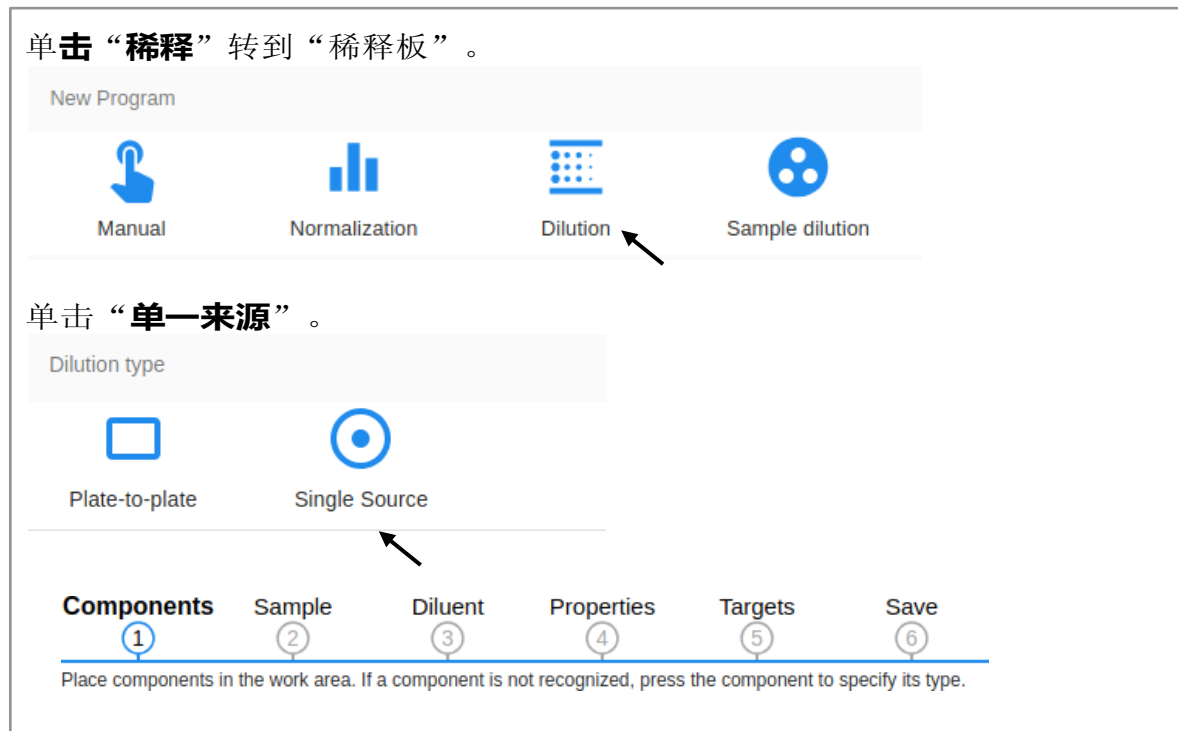 单击“稀释”转到“稀释板”。
New Program
Manual Normalization Dilution Sample dilution
单击“单一来源”。
Dilution type
Plate-to-plate Single Source
Components Sample Diluent Properties Targets Save
1 2 3 4 5 6
Place components in the work area. If a component is not recognized, press the component to specify its type.